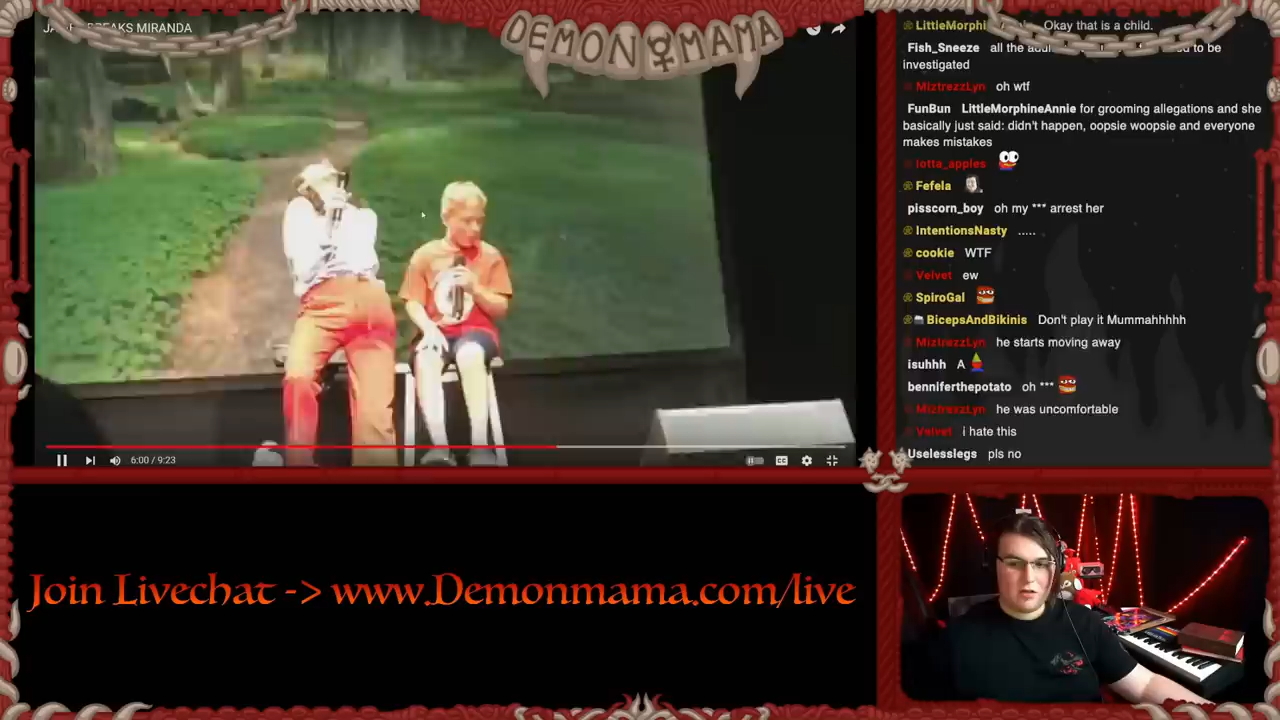 BREAKS MIRANDA
DEMON MAMA
LittleMorphi Okay that is a child.
Fish_Sneeze all the to be
investigated
MiztrezzLyn oh wtf
FunBun LittleMorphineAnnie for grooming allegations and she
basically just said: didn't happen, oopsie woopsie and everyone
makes mistakes
lotta_apples
Fefela
pisscorn_boy oh my *** arrest her
IntentionsNasty .....
cookie WTF
Velvet ew
SpiroGal
BicepsAndBikinis Don't play it Mummahhhhh
MiztrezzLyn he starts moving away
isuhhh A
benniferthepotato oh ***
MiztrezzLyn he was uncomfortable
Velvet i hate this
Uselesslegs pls no
6:00 / 9:23
CC
Join Livechat -> www.Demonmama.com/live